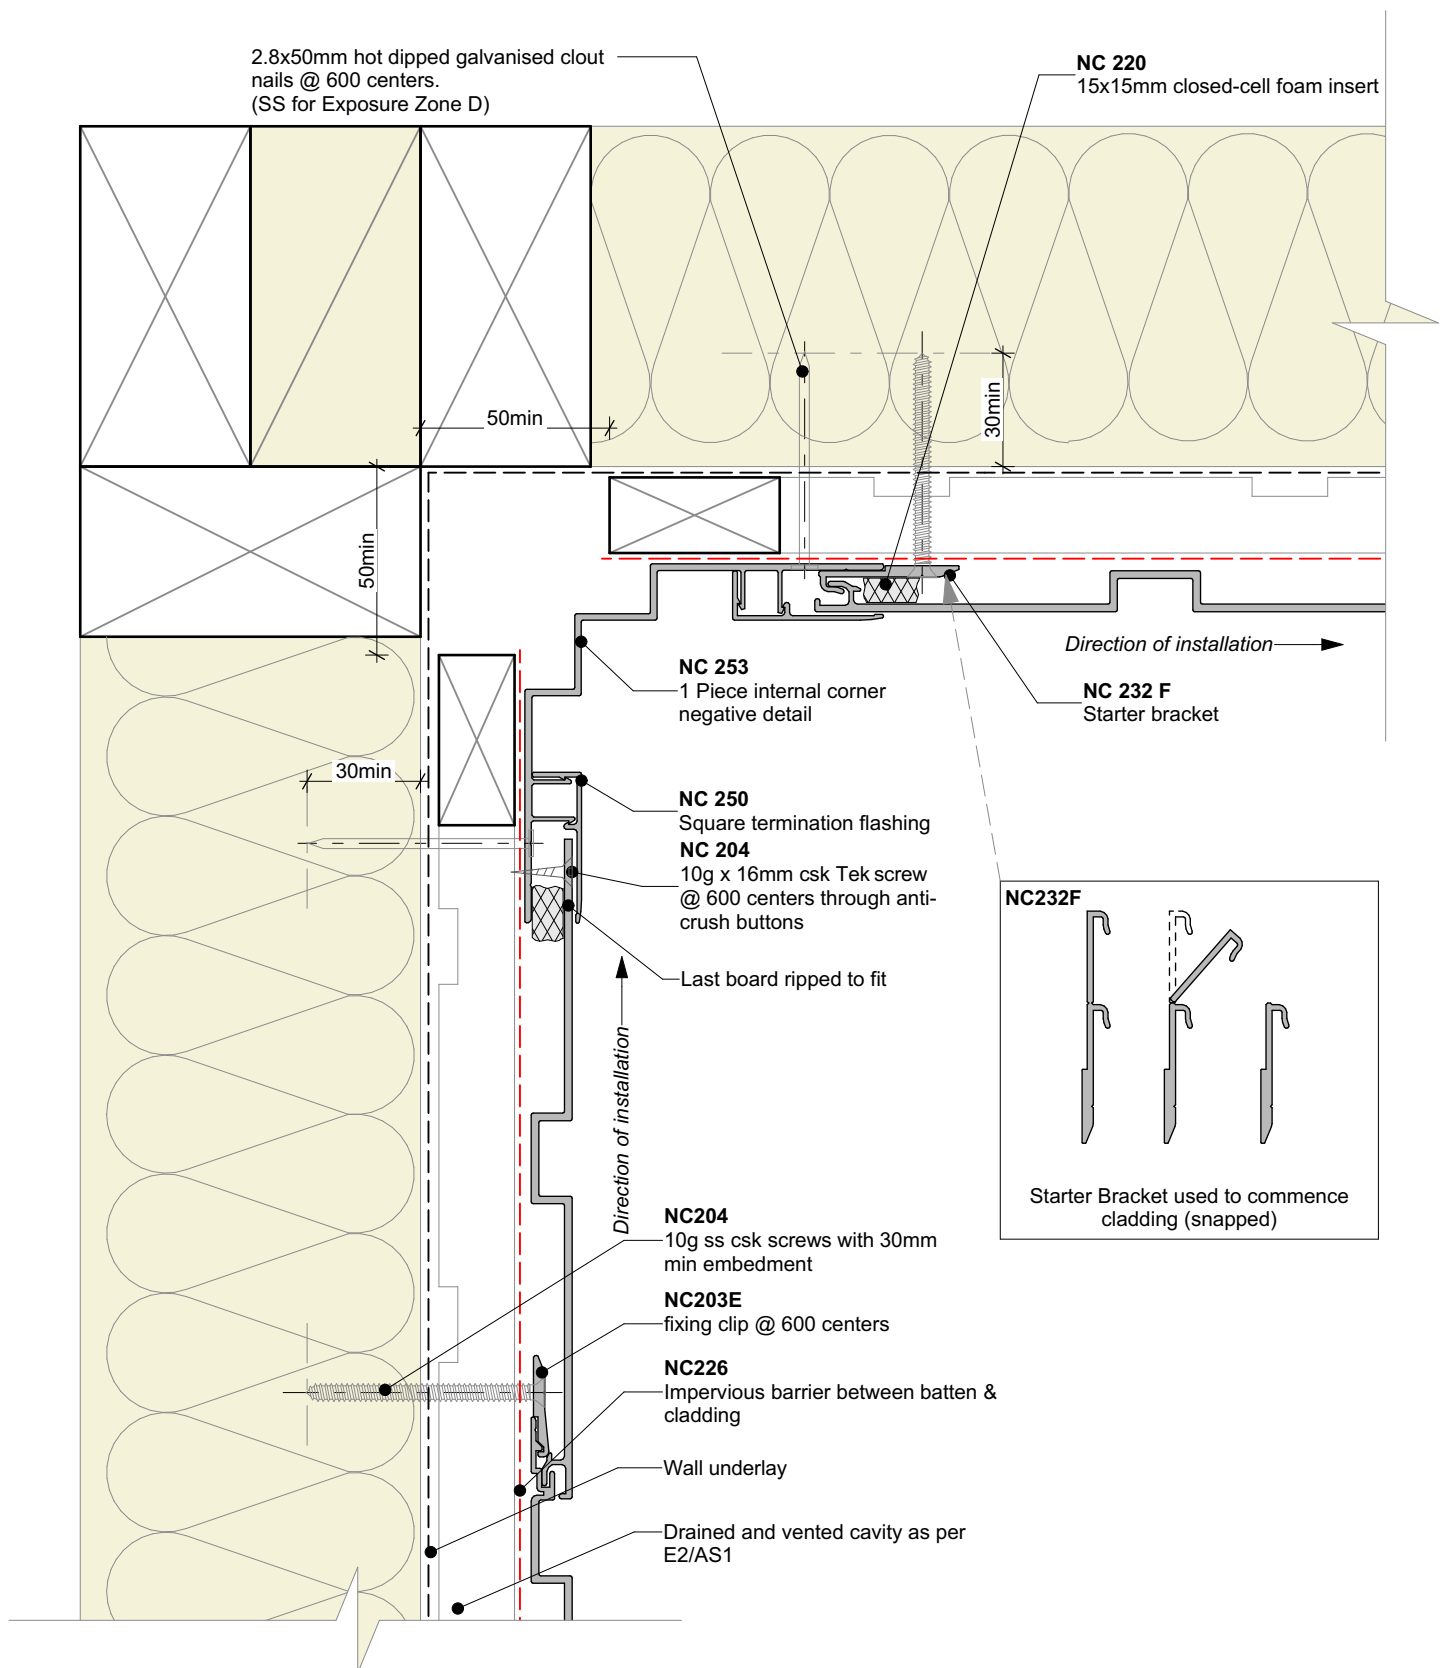 2.8x50mm hot dipped galvanised clout
nails @ 600 centers.
(SS for Exposure Zone D)
NC 220
15x15mm closed-cell foam insert
50min
30min
50min
Direction of installation
NC 253
1 Piece internal corner
negative detail
NC 232 F
Starter bracket
30min
NC 250
Square termination flashing
NC 204
10g x 16mm csk Tek screw
@ 600 centers through anti-
crush buttons
Last board ripped to fit
Direction of installation
NC232F
Starter Bracket used to commence
cladding (snapped)
NC204
10g ss csk screws with 30mm
min embedment
NC203E
fixing clip @ 600 centers
NC226
Impervious barrier between batten &
cladding
Wall underlay
Drained and vented cavity as per
E2/AS1